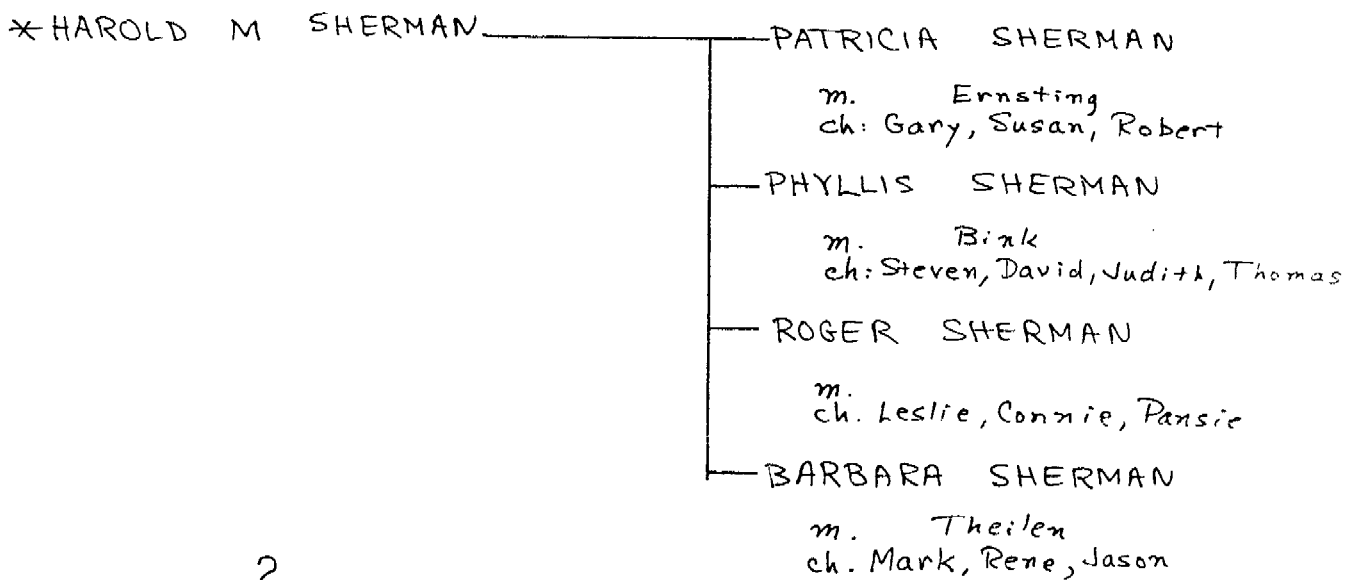 *HAROLD M SHERMAN
PATRICIA SHERMAN
m. Ernsting
ch: Gary, Susan, Robert
PHYLLIS SHERMAN
m. Bink
ch: Steven, David, Judith, Thomas
ROGER SHERMAN
m.
ch. Leslie, Connie, Pansie
BARBARA SHERMAN
m. Theilen
ch. Mark, Rene, Jason
?